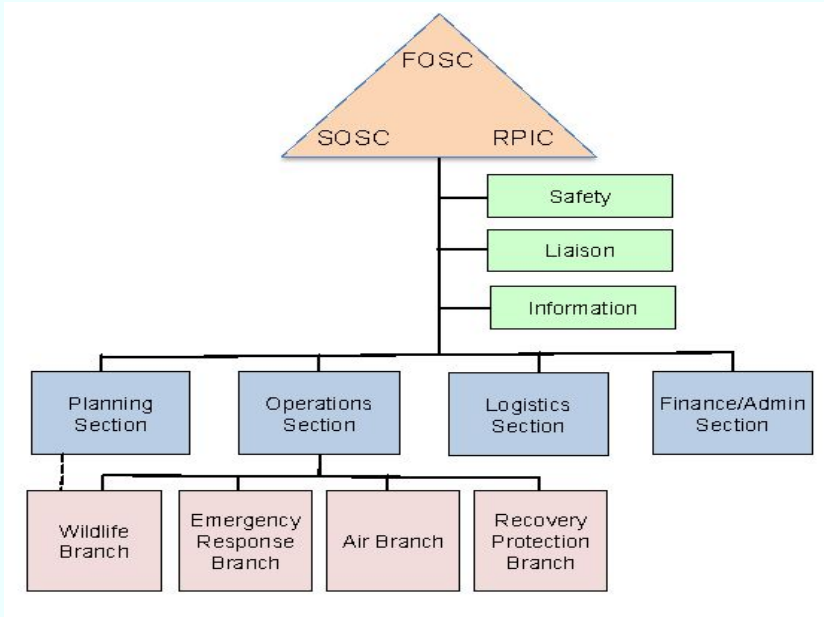 FOSC
SOSC RPIC
Safety
Liaison
Information
Planning
Section
Operations
Section
Logistics
Section
Finance/Admin
Section
Wildlife
Branch
Emergency
Response
Branch
Air Branch
Recovery
Protection
Branch